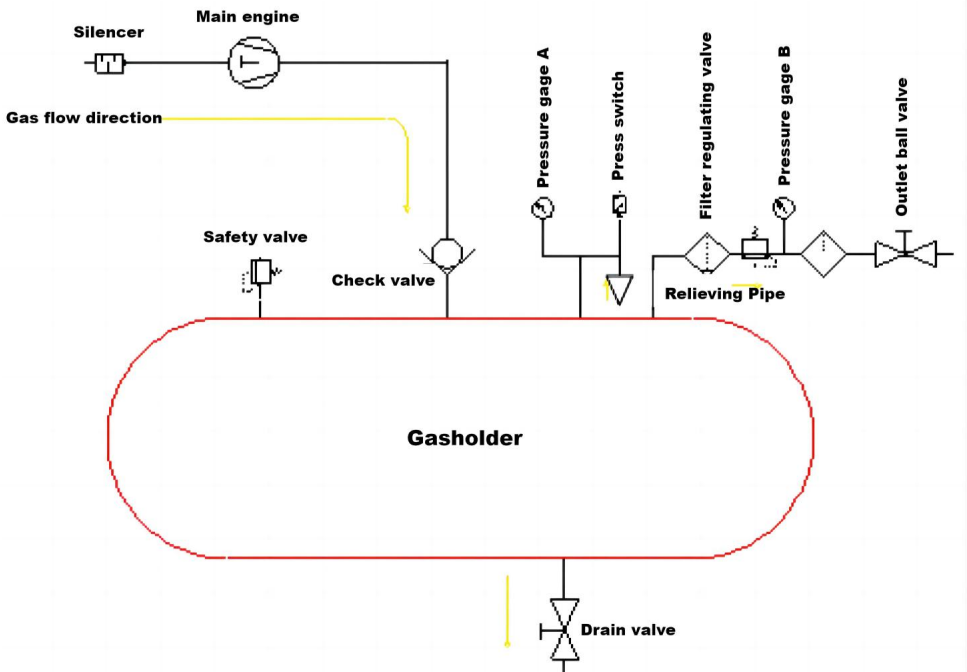 Main engine
Silencer
Gas flow direction
Pressure gage A
Press switch
Filter regulating valve
Pressure gage B
Outlet ball valve
Safety valve
Check valve
Relieving Pipe
Gasholder
Drain valve